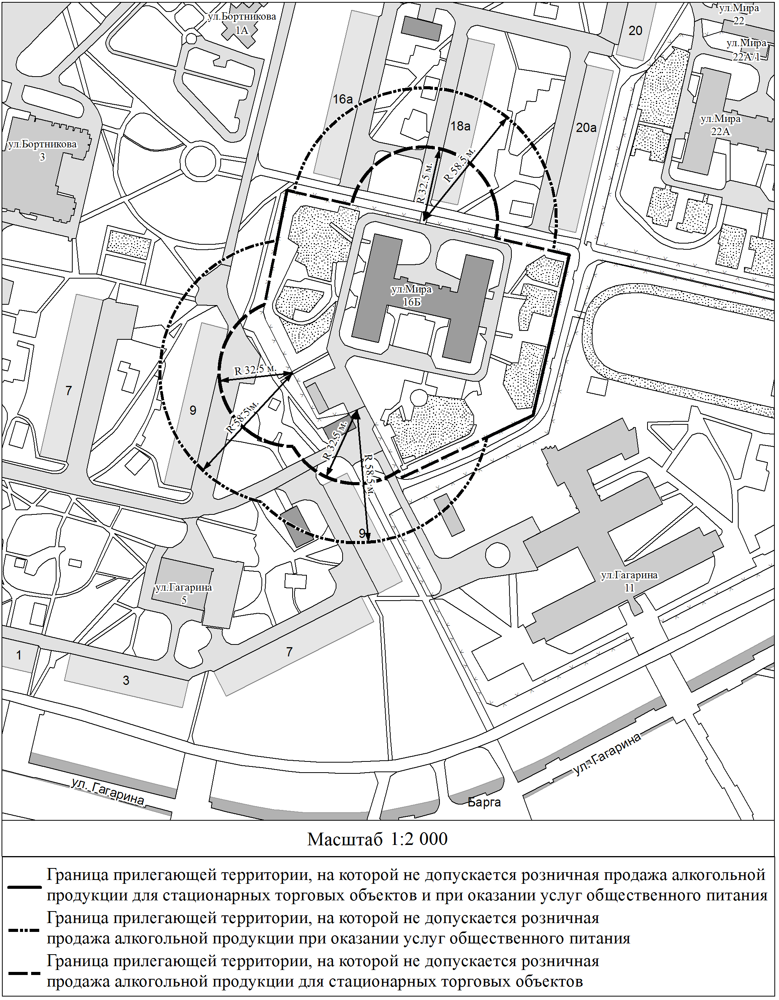 ул.Бортникова
1А
ул.Мира
22
20
ул.Мира
22А/1
16а
18а
20а
ул.Мира
22А
ул.Бортникова
3
R 32.5 м.
R 58.5 м.
ул.Мира
16Б
7
9
R 32.5 м.
R 58.5 м.
R 32.5 м.
R 58.5 м.
9
ул.Гагарина
5
ул.Гагарина
11
1
3
7
ул. Гагарина
ул. Гагарина
Барга
Масштаб 1:2 000
Граница прилегающей территории, на которой не допускается розничная продажа алкогольной
продукции для стационарных торговых объектов и при оказании услуг общественного питания
Граница прилегающей территории, на которой не допускается розничная
продажа алкогольной продукции при оказании услуг общественного питания
Граница прилегающей территории, на которой не допускается розничная
продажа алкогольной продукции для стационарных торговых объектов